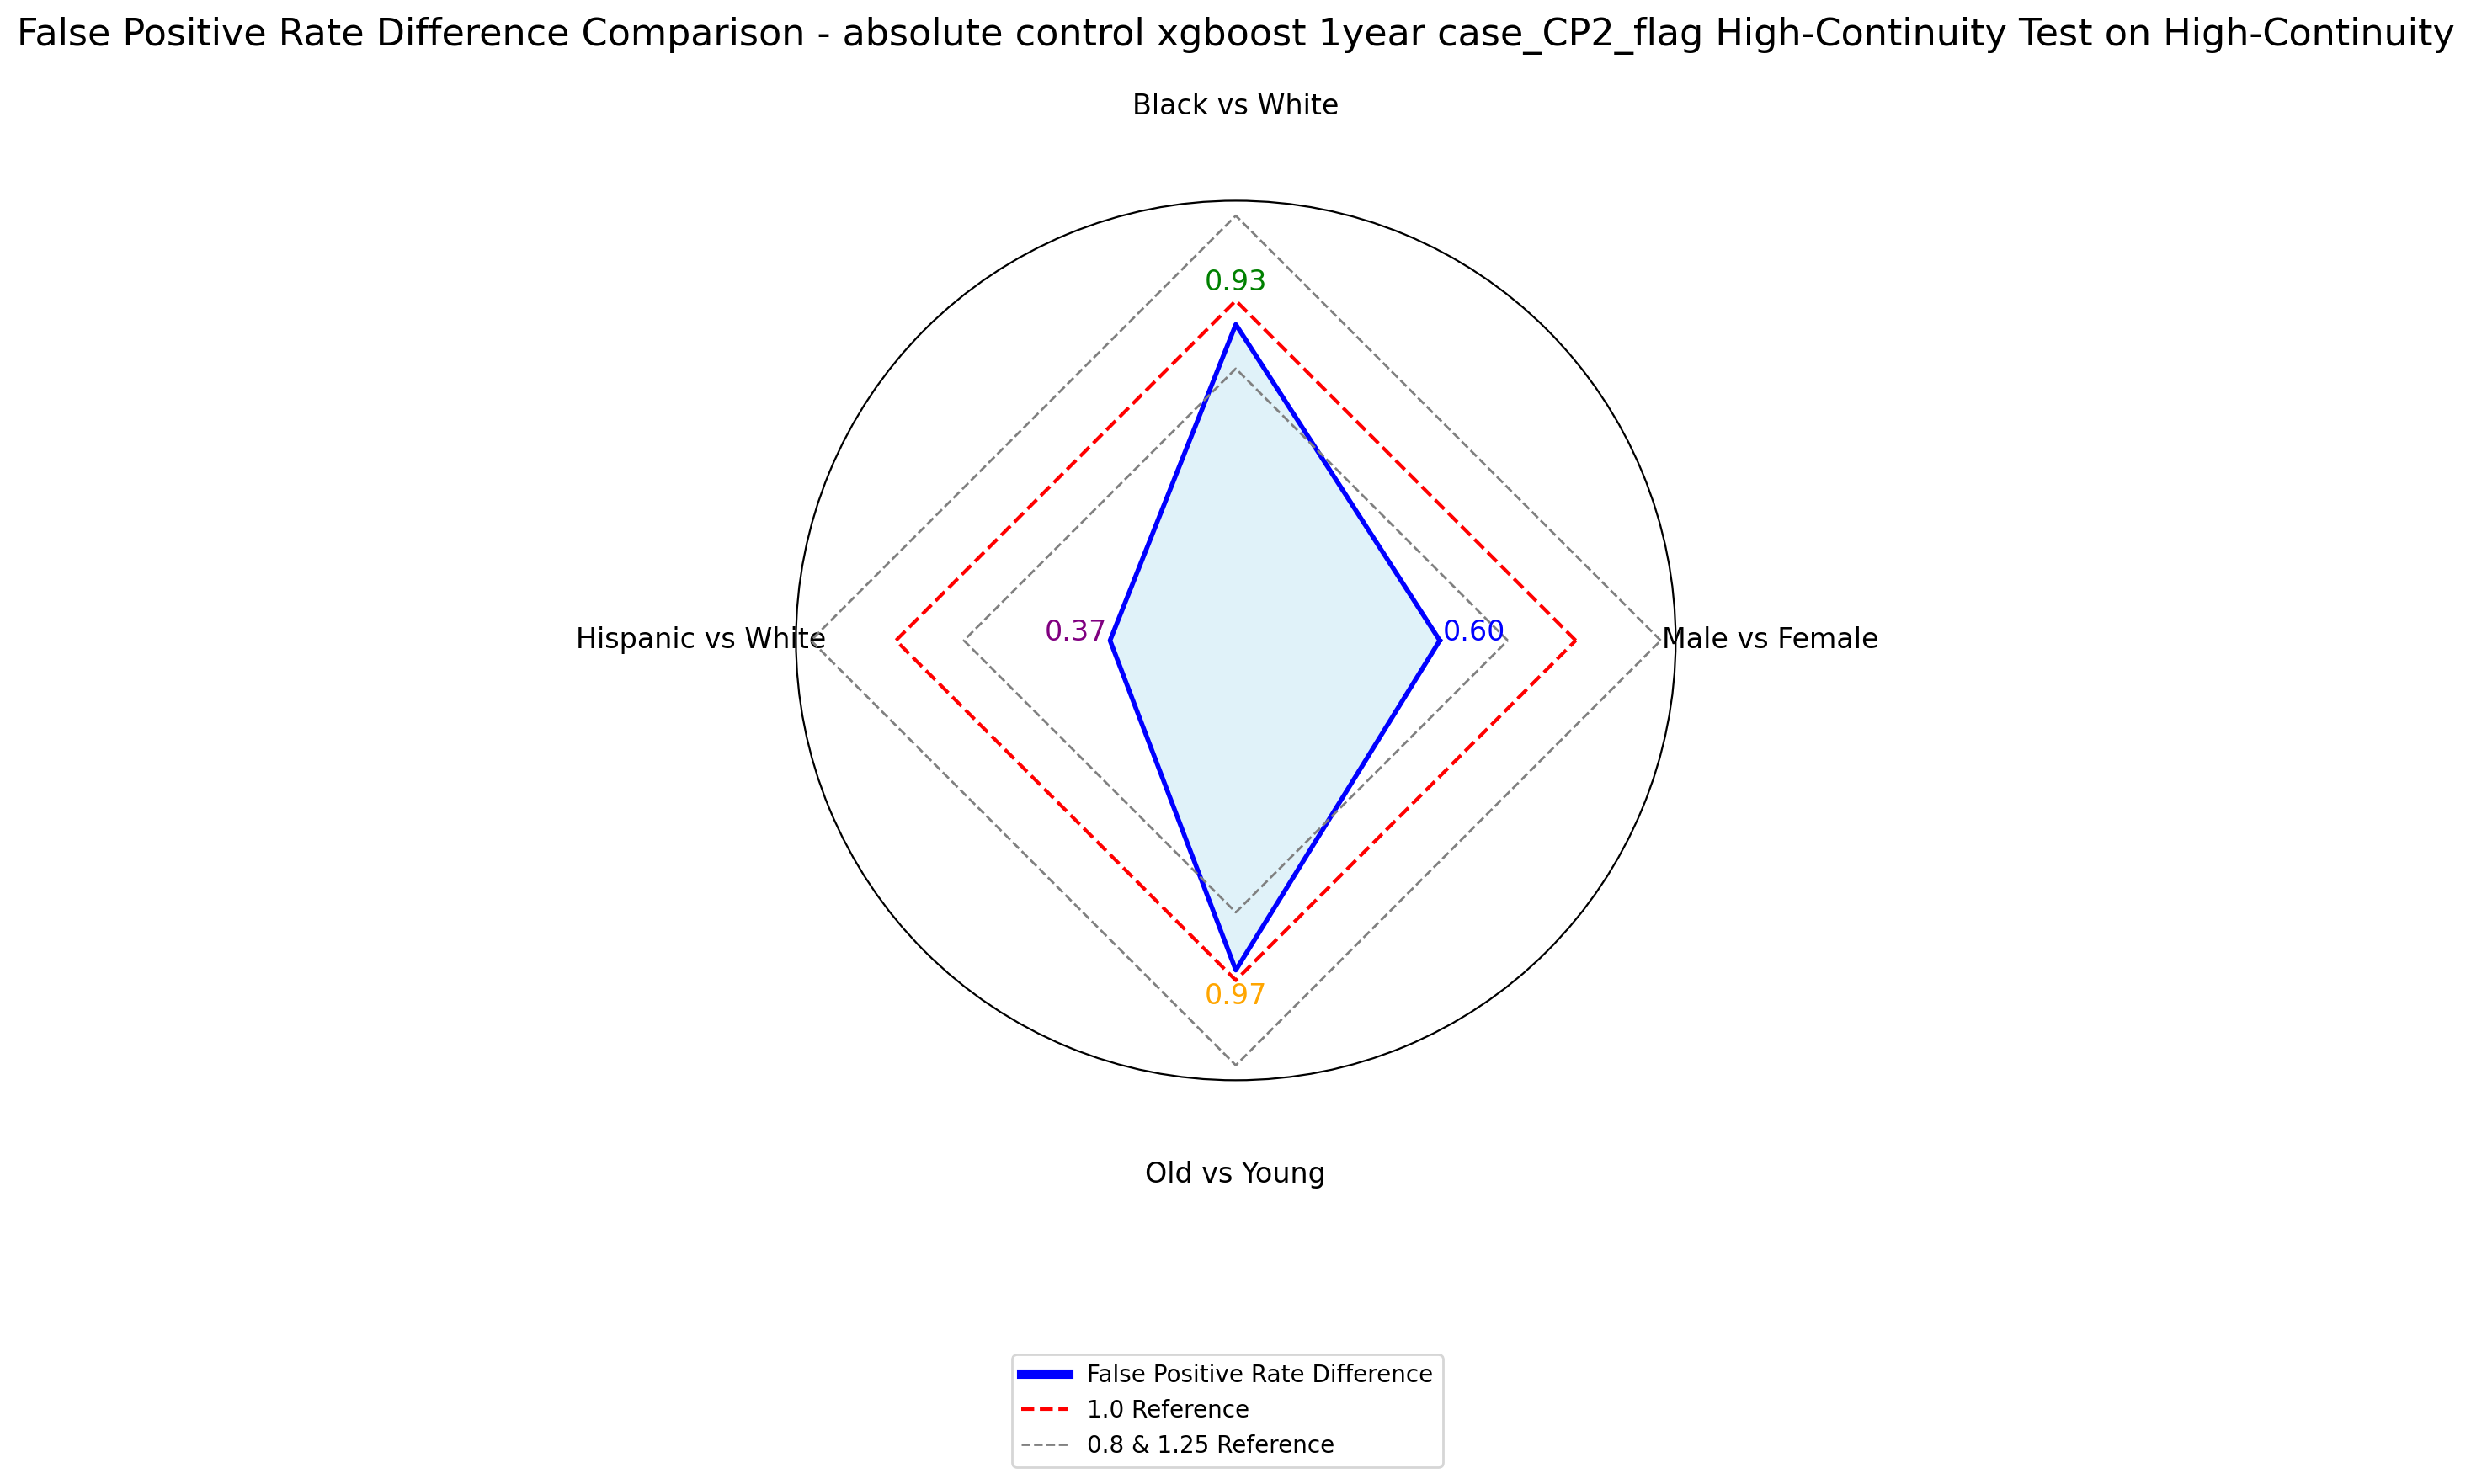 False Positive Rate Difference Comparison - absolute control xgboost 1year case_CP2_flag High-Continuity Test on High-Continuity
Black vs White
0.93
Hispanic vs White
0.37
0.60
Male vs Female
0.97
Old vs Young
False Positive Rate Difference
1.0 Reference
0.8 & 1.25 Reference